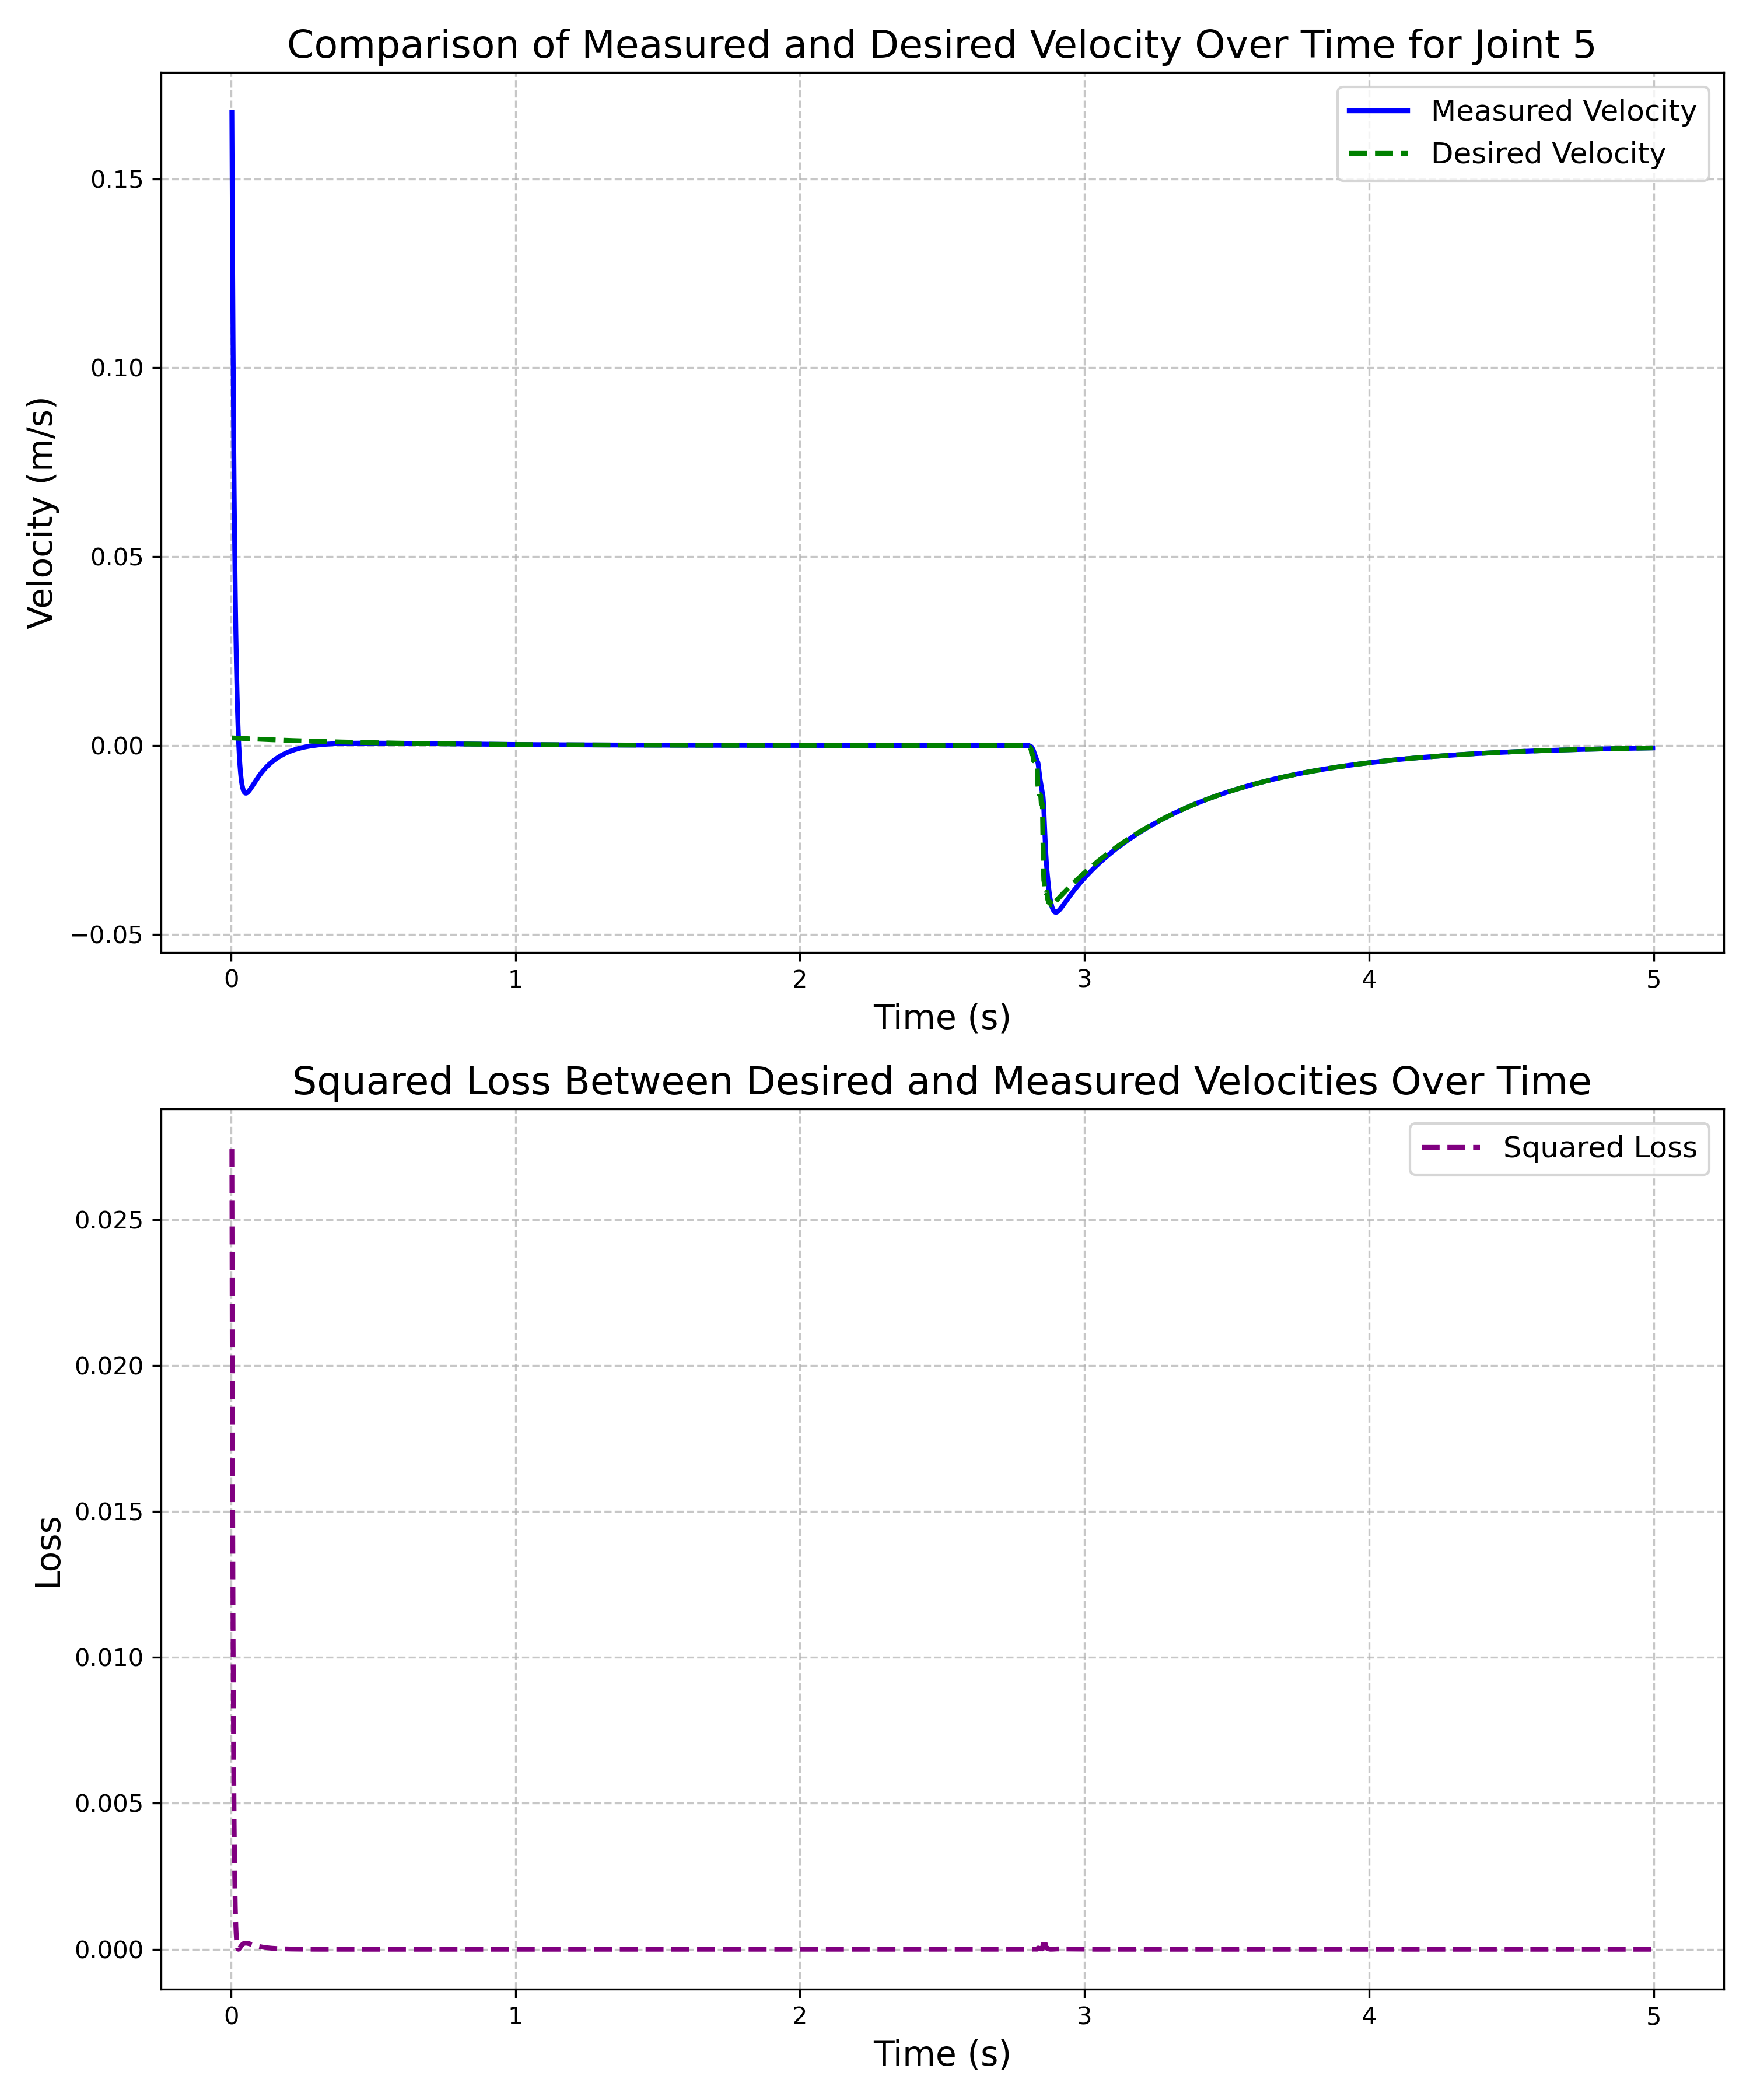 Comparison of Measured and Desired Velocity Over Time for Joint 5
Measured Velocity
Desired Velocity
Velocity (m/s)
0.15
0.10
0.05
0.00
−0.05
0 1 2 3 4 5
Time (s)
Squared Loss Between Desired and Measured Velocities Over Time
Squared Loss
Loss
0.025
0.020
0.015
0.010
0.005
0.000
0 1 2 3 4 5
Time (s)